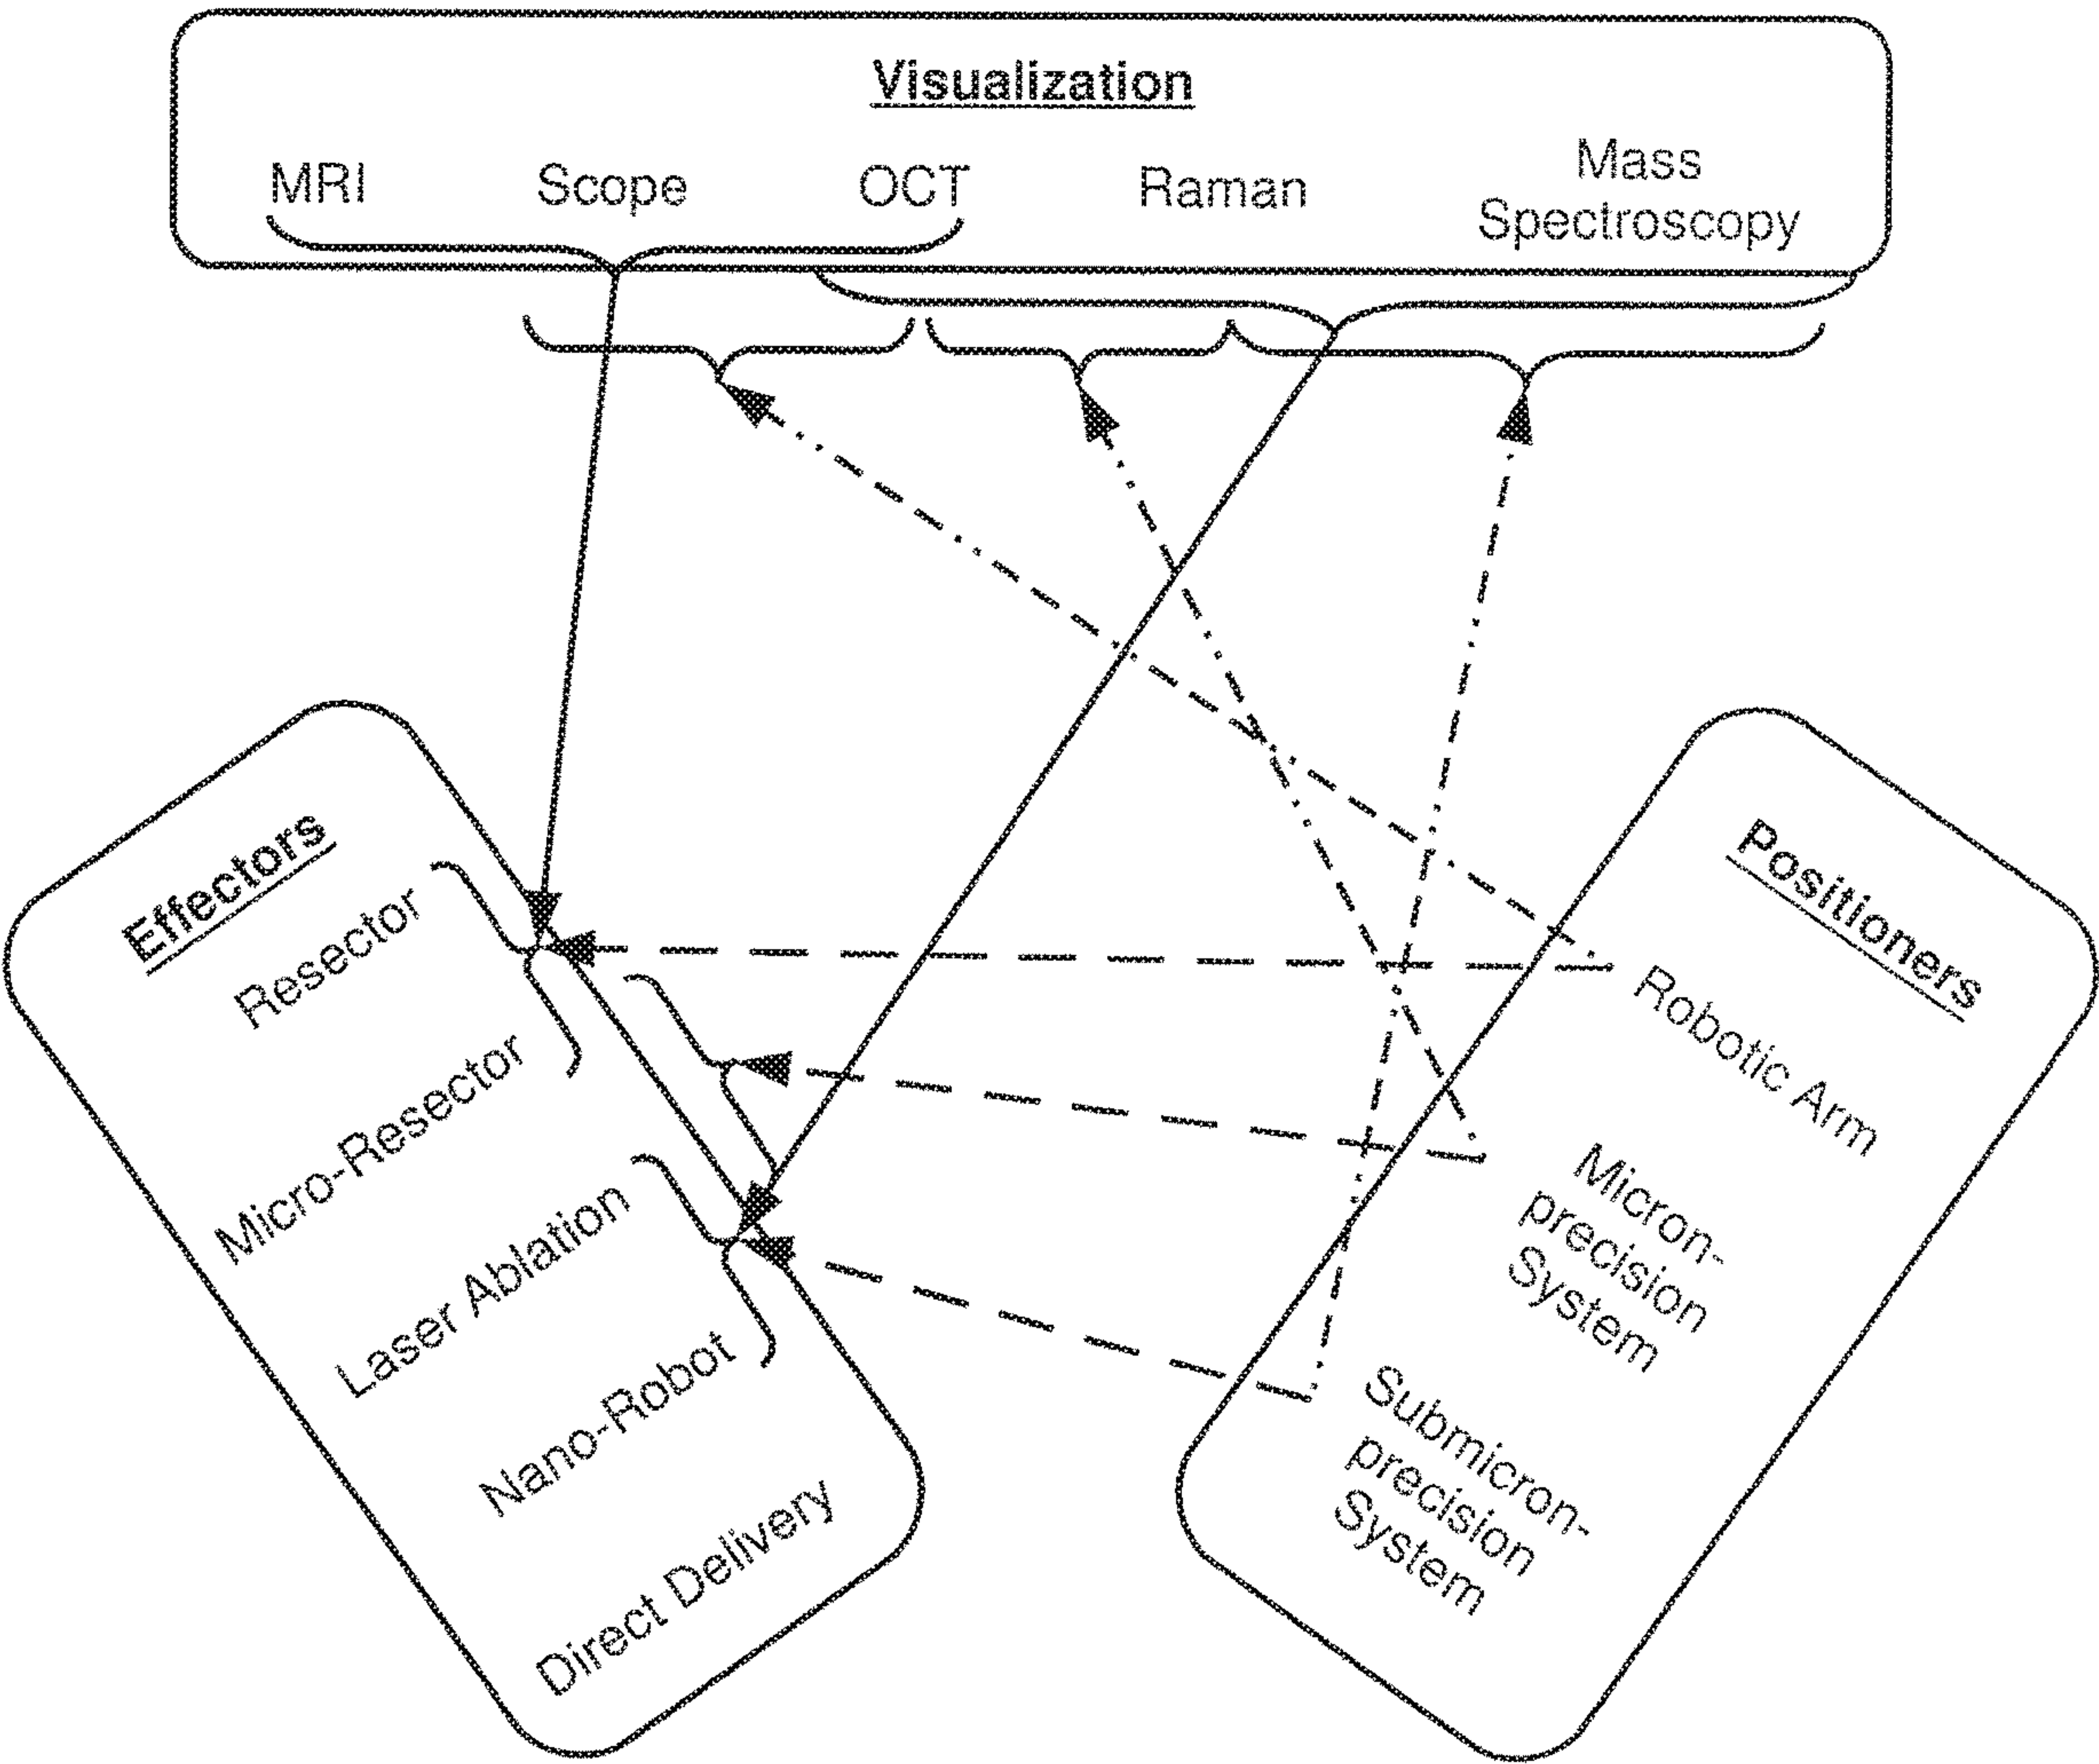 Visualization
MRI Scope OCT Raman Mass
Spectroscopy
Effectors
Resector
Micro-Resector
Laser Ablation
Nano-Robot
Direct Delivery
Positioners
Robotic Arm
Micron-
precision
System
Submicron-
precision
System